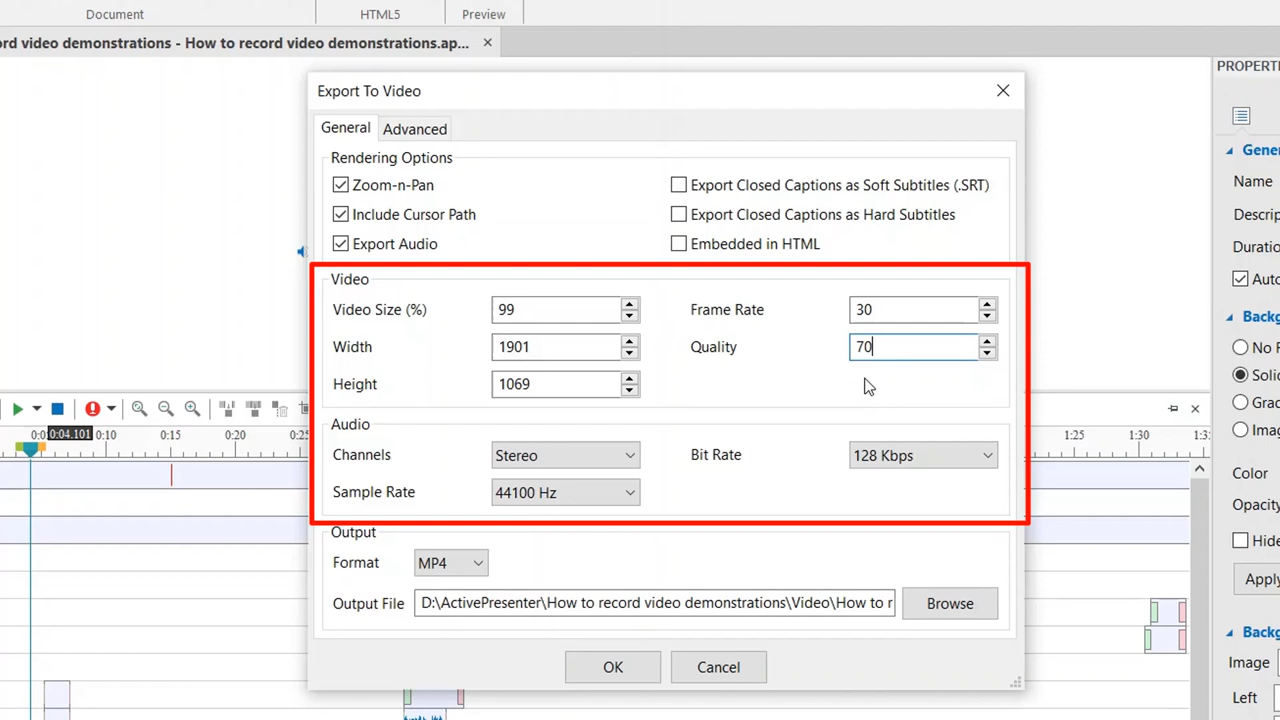 Document HTML5 Preview
rd video demonstrations - How to record video demonstrations.ap...
PROPERTI
Export To Video
General Advanced
Rendering Options
Zoom-n-Pan
Export Closed Captions as Soft Subtitles (.SRT)
Include Cursor Path
Export Closed Captions as Hard Subtitles
Export Audio
Embedded in HTML
Video
Video Size (%) 99
Frame Rate 30
Width 1901
Quality 70
Height 1069
Audio
Channels Stereo
Bit Rate 128 Kbps
Sample Rate 44100 Hz
Output
Format MP4
Output File D:\ActivePresenter\How to record video demonstrations\Video\How to r
Browse
OK Cancel
0:0 0:04.101 0:10 0:15 0:20 0:25 1:25 1:30 1:3
Gener
Name
Descrip
Duratio
Auto
Backg
No F
Solid
Grac
Imag
Color
Opacity
Hide
Apply
Backg
Image
Left